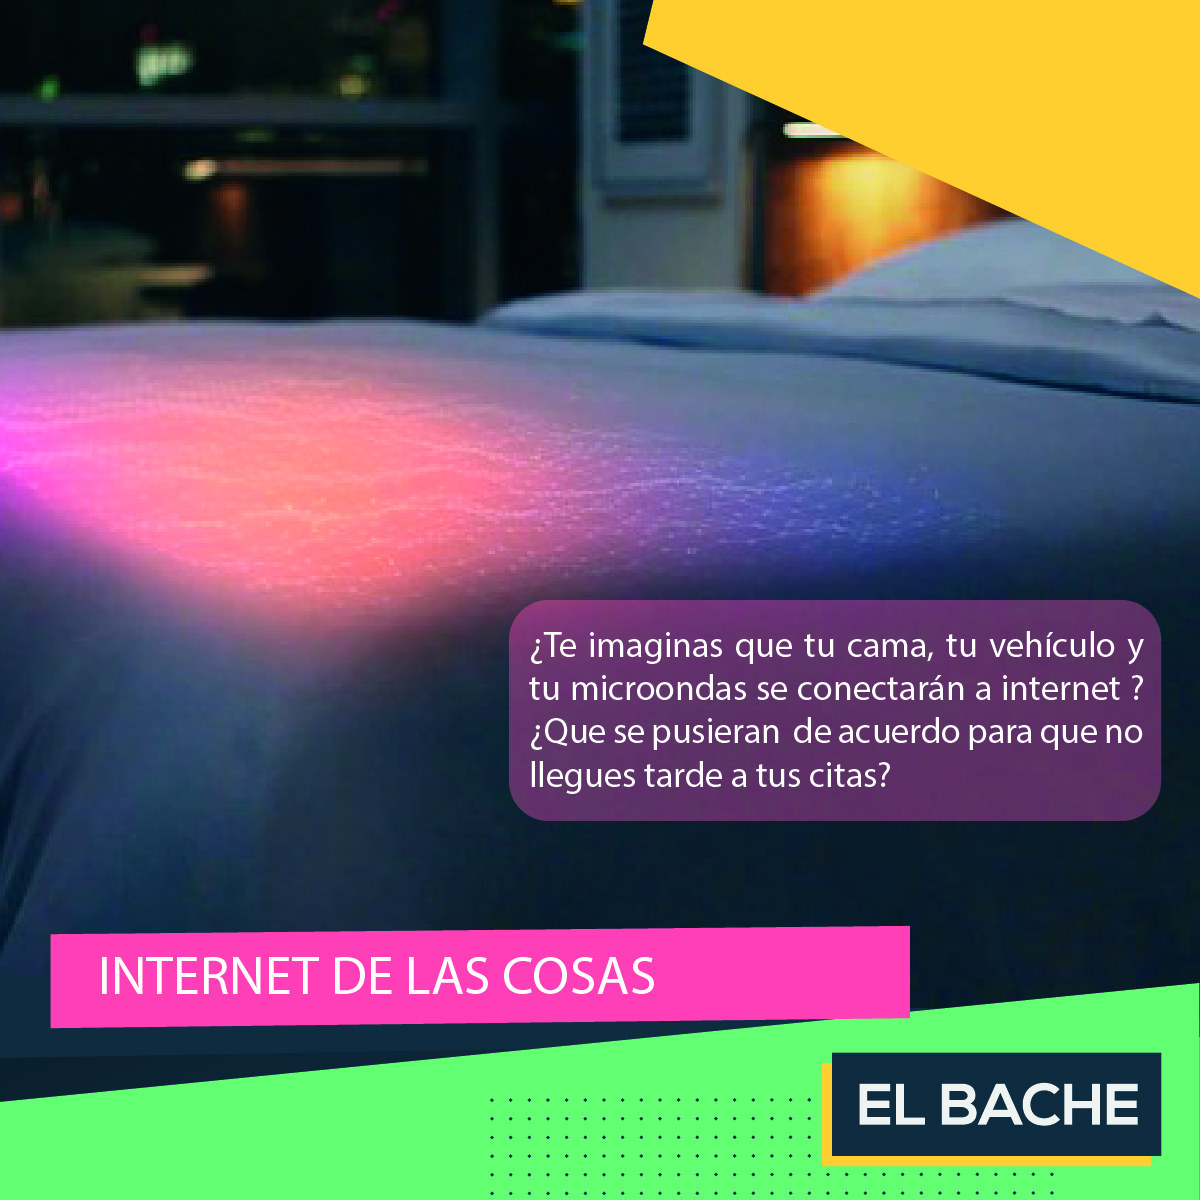 ¿Te imaginas que tu cama, tu vehículo y
tu microondas se conectarán a internet ?
¿Que se pusieran de acuerdo para que no
llegues tarde a tus citas?
INTERNET DE LAS COSAS
EL BACHE